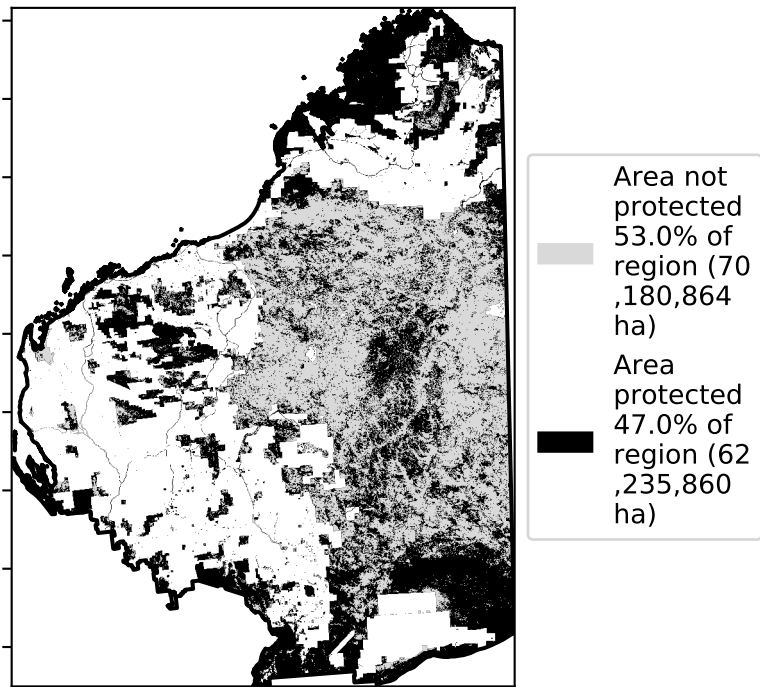 Area not
protected
53.0% of
region (70
,180,864
ha)
Area
protected
47.0% of
region (62
,235,860
ha)